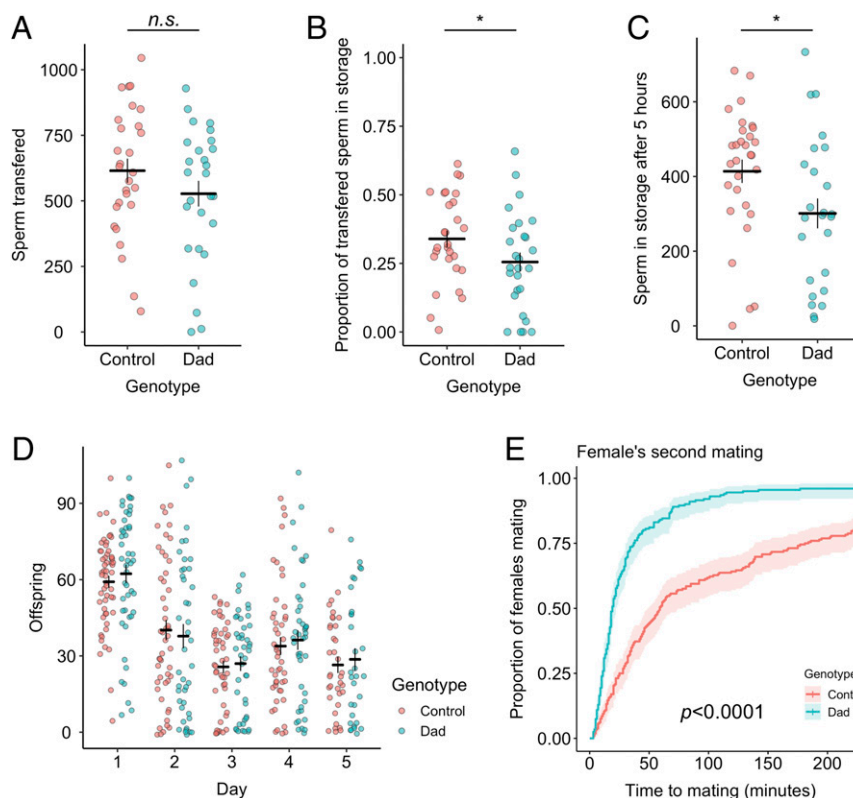 A
n.s.
1000
750
500
250
0
Sperm transfered
Control
Dad
Genotype
B
*
1.00
0.75
0.50
0.25
0.00
Proportion of transfered sperm in storage
Control
Dad
Genotype
C
*
600
400
200
0
Sperm in storage after 5 hours
Control
Dad
Genotype
D
90
60
30
0
Offspring
1
2
3
4
5
Day
Genotype
Control
Dad
E
Female's second mating
1.00
0.75
0.50
0.25
0.00
Proportion of females mating
0
50
100
150
200
Time to mating (minutes)
p<0.0001
Genotype
Cont
Dad